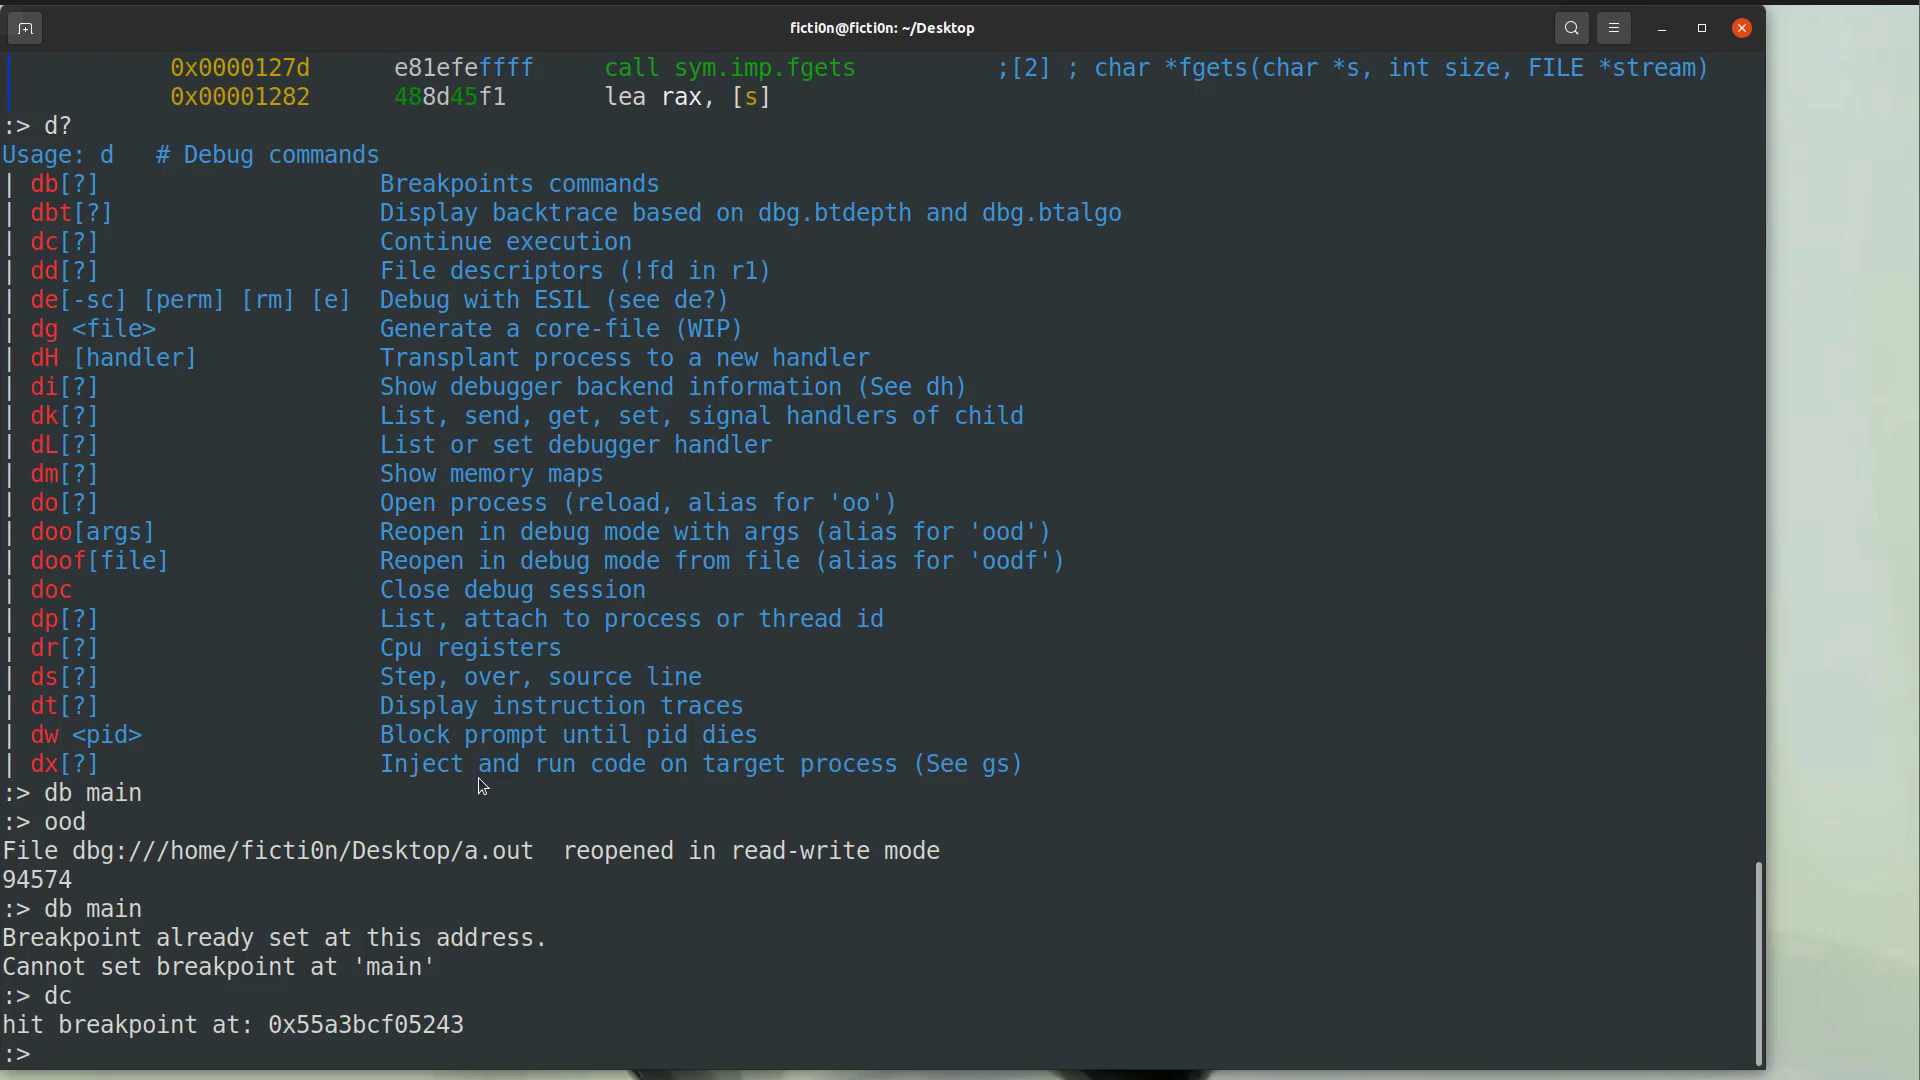 ficti0n@ficti0n: ~/Desktop
0x0000127d e81efeffff call sym.imp.fgets ;[2] ; char *fgets(char *s, int size, FILE *stream)
0x00001282 488d45f1 lea rax, [s]
:> d?
Usage: d # Debug commands
| db[?] Breakpoints commands
| dbt[?] Display backtrace based on dbg.btdepth and dbg.btalgo
| dc[?] Continue execution
| dd[?] File descriptors (!fd in r1)
| de[-sc] [perm] [rm] [e] Debug with ESIL (see de?)
| dg <file> Generate a core-file (WIP)
| dH [handler] Transplant process to a new handler
| di[?] Show debugger backend information (See dh)
| dk[?] List, send, get, set, signal handlers of child
| dL[?] List or set debugger handler
| dm[?] Show memory maps
| do[?] Open process (reload, alias for 'oo')
| doo[args] Reopen in debug mode with args (alias for 'ood')
| doof[file] Reopen in debug mode from file (alias for 'oodf')
| doc Close debug session
| dp[?] List, attach to process or thread id
| dr[?] Cpu registers
| ds[?] Step, over, source line
| dt[?] Display instruction traces
| dw <pid> Block prompt until pid dies
| dx[?] Inject and run code on target process (See gs)
:> db main
:> ood
File dbg:///home/ficti0n/Desktop/a.out reopened in read-write mode
94574
:> db main
Breakpoint already set at this address.
Cannot set breakpoint at 'main'
:> dc
hit breakpoint at: 0x55a3bcf05243
:>